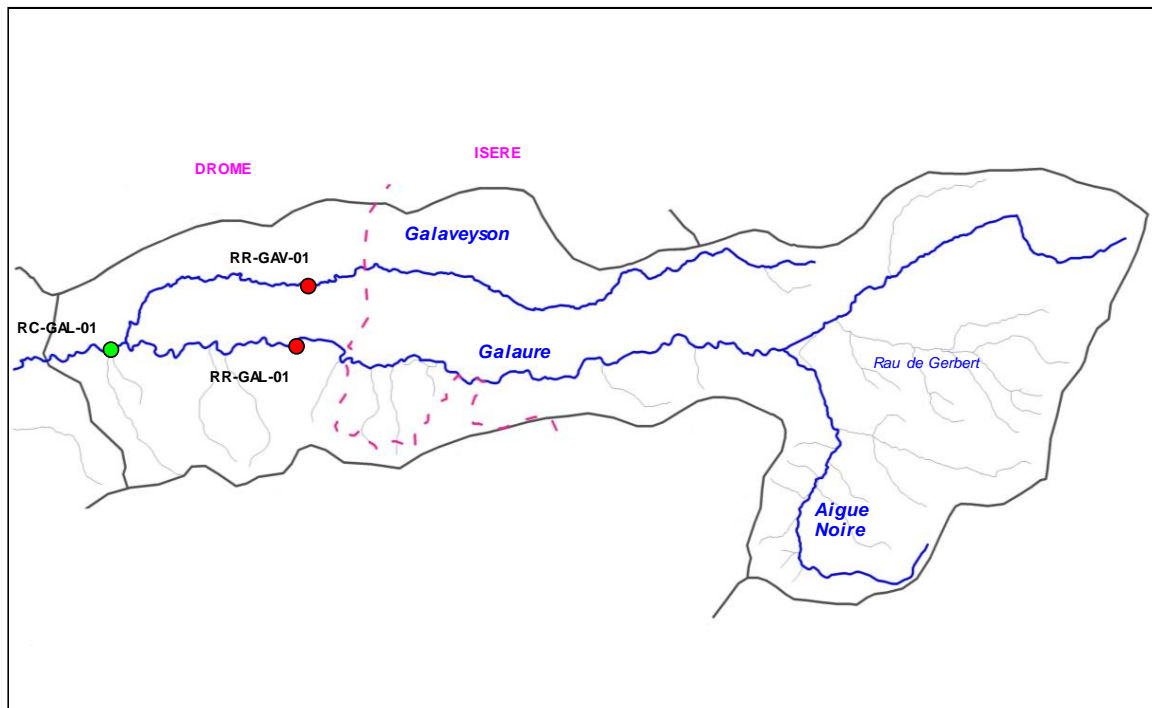 ISERE
DROME
Galaveyson
RR-GAV-01
RC-GAL-01
Galaure
RR-GAL-01
Rau de Gerbert
Aigue
Noire